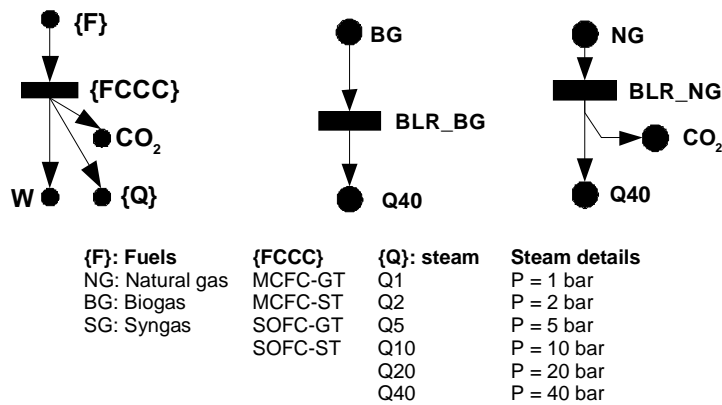 {F}
{FCCC}
CO2
W
{Q}
BG
BLR_BG
Q40
NG
BLR_NG
CO2
Q40
{F}: Fuels {FCCC} {Q}: steam Steam details
NG: Natural gas MCFC-GT Q1 P = 1 bar
BG: Biogas MCFC-ST Q2 P = 2 bar
SG: Syngas SOFC-GT Q5 P = 5 bar
SOFC-ST Q10 P = 10 bar
Q20 P = 20 bar
Q40 P = 40 bar